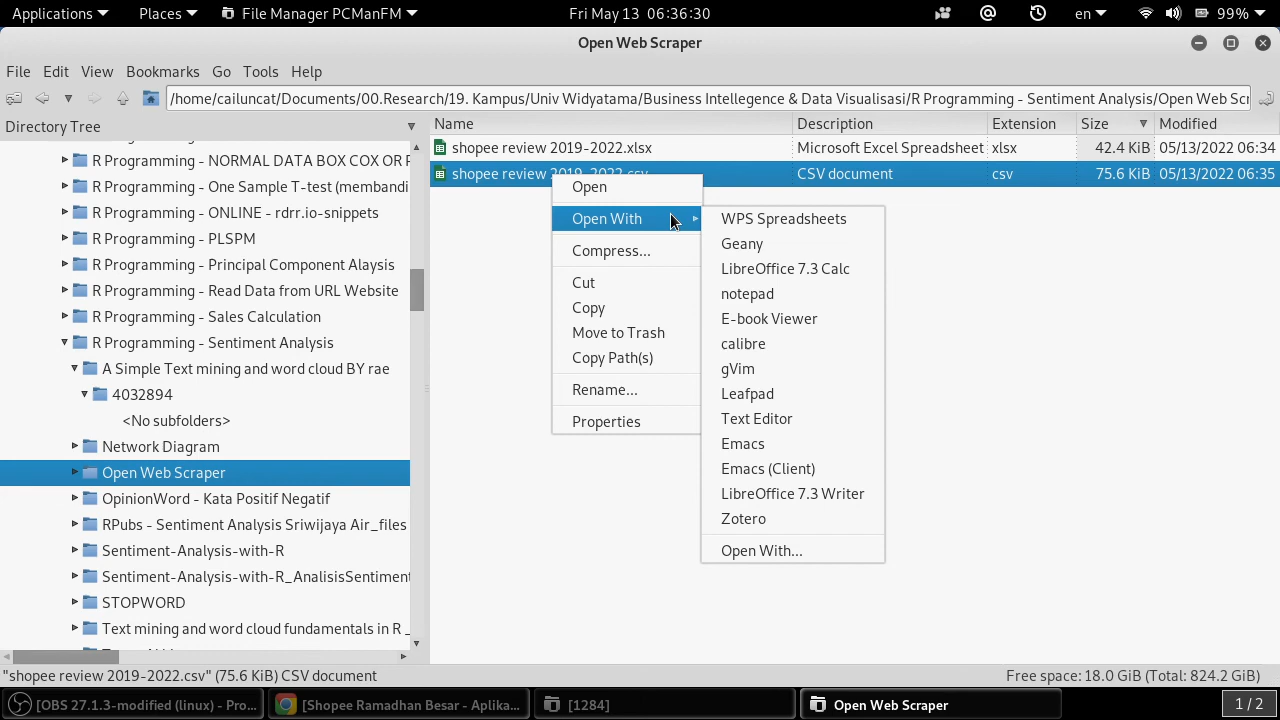 Applications Places File Manager PCManFM Fri May 13 06:36:30 en 99%
Open Web Scraper
File Edit View Bookmarks Go Tools Help
/home/cailuncat/Documents/00.Research/19. Kampus/Univ Widyatama/Business Intellegence & Data Visualisasi/R Programming - Sentiment Analysis/Open Web Scr
Directory Tree
Name Description Extension Size Modified
R Programming - NORMAL DATA BOX COX OR
R Programming - One Sample T-test (membandi
R Programming - ONLINE - rdrr.io-snippets
R Programming - PLSPM
R Programming - Principal Component Alaysis
R Programming - Read Data from URL Website
R Programming - Sales Calculation
R Programming - Sentiment Analysis
A Simple Text mining and word cloud BY rae
4032894
<No subfolders>
Network Diagram
Open Web Scraper
OpinionWord - Kata Positif Negatif
RPubs - Sentiment Analysis Sriwijaya Air_files
Sentiment-Analysis-with-R
Sentiment-Analysis-with-R_AnalisisSentiment
STOPWORD
Text mining and word cloud fundamentals in R _
shopee review 2019-2022.xlsx Microsoft Excel Spreadsheet xlsx 42.4 KiB 05/13/2022 06:34
shopee review 2019-2022.csv CSV document csv 75.6 KiB 05/13/2022 06:35
Open
Open With
Compress...
Cut
Copy
Move to Trash
Copy Path(s)
Rename...
Properties
WPS Spreadsheets
Geany
LibreOffice 7.3 Calc
notepad
E-book Viewer
calibre
gVim
Leafpad
Text Editor
Emacs
Emacs (Client)
LibreOffice 7.3 Writer
Zotero
Open With...
"shopee review 2019-2022.csv" (75.6 KiB) CSV document Free space: 18.0 GiB (Total: 824.2 GiB)
[OBS 27.1.3-modified (linux) - Pro... [Shopee Ramadhan Besar - Aplika... [1284] Open Web Scraper 1 / 2